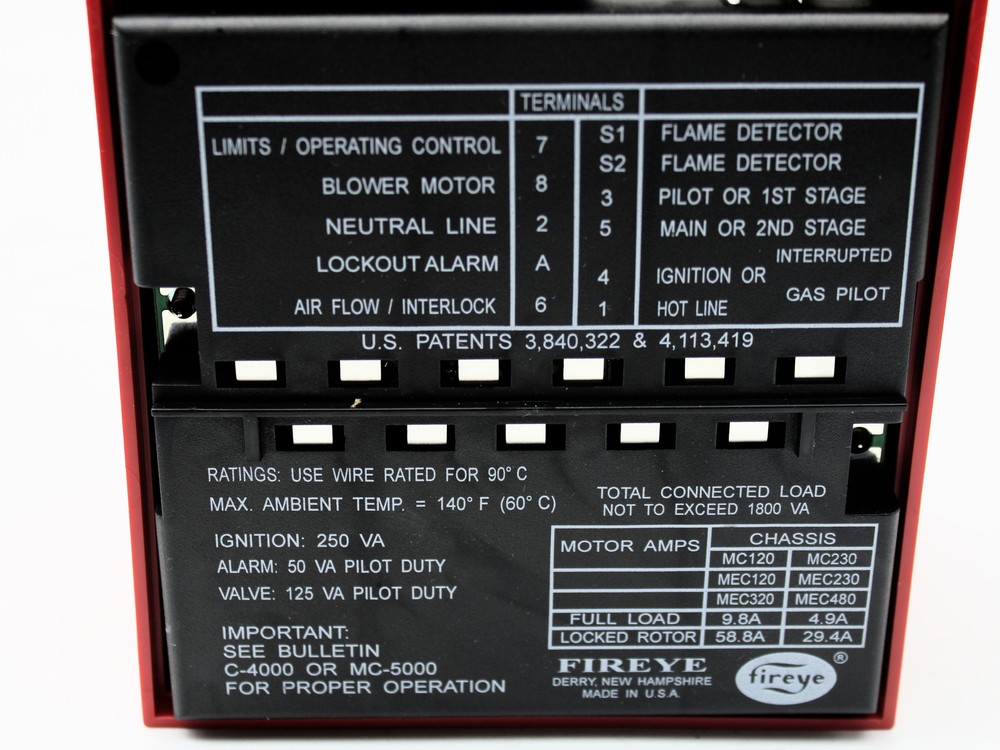 TERMINALS
LIMITS / OPERATING CONTROL 7 S1 FLAME DETECTOR
S2 FLAME DETECTOR
BLOWER MOTOR 8 3 PILOT OR 1ST STAGE
NEUTRAL LINE 2 5 MAIN OR 2ND STAGE
INTERRUPTED
LOCKOUT ALARM A 4 IGNITION OR
GAS PILOT
AIR FLOW / INTERLOCK 6 1 HOT LINE
U.S. PATENTS 3,840,322 & 4,113,419
RATINGS: USE WIRE RATED FOR 90° C
MAX. AMBIENT TEMP. = 140° F (60° C)
IGNITION: 250 VA
ALARM: 50 VA PILOT DUTY
VALVE: 125 VA PILOT DUTY
IMPORTANT:
SEE BULLETIN
C-4000 OR MC-5000
FOR PROPER OPERATION
TOTAL CONNECTED LOAD
NOT TO EXCEED 1800 VA
MOTOR AMPS CHASSIS
MC120 MC230
MEC120 MEC230
MEC320 MEC480
FULL LOAD 9.8A 4.9A
LOCKED ROTOR 58.8A 29.4A
FIREYE
DERRY, NEW HAMPSHIRE
MADE IN U.S.A.
fireye ®